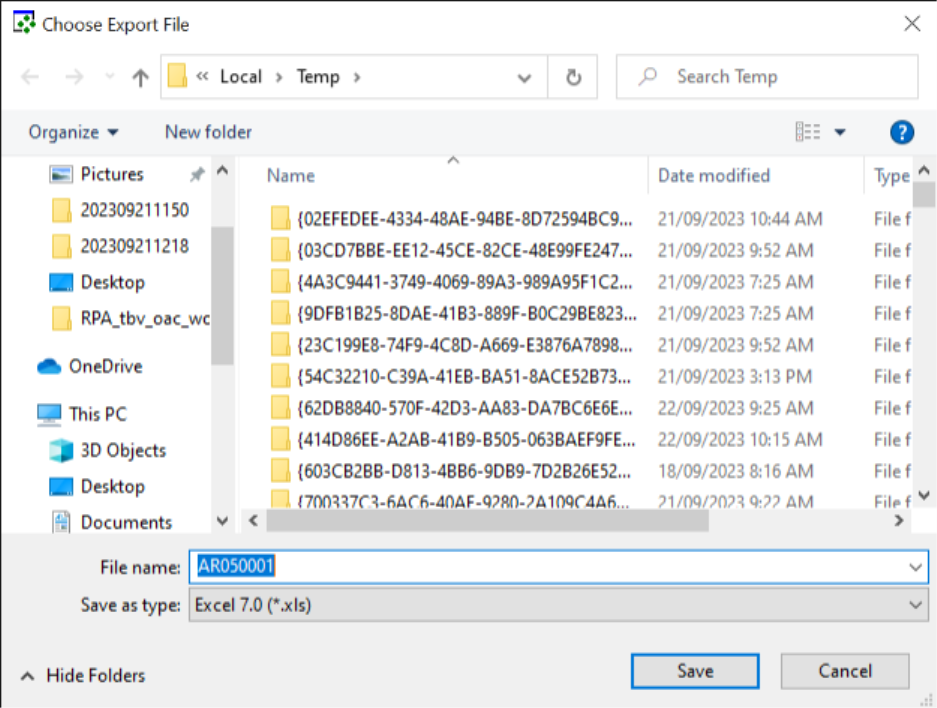 Choose Export File
« Local > Temp >
Search Temp
Organize
New folder
?
Pictures
202309211150
202309211218
Desktop
RPA_tbv_oac_wc
OneDrive
This PC
3D Objects
Desktop
Documents
Name Date modified Type
{02EFEDEE-4334-48AE-94BE-8D72594BC9... 21/09/2023 10:44 AM File f
{03CD7BBE-EE12-45CE-82CE-48E99FE247... 21/09/2023 9:52 AM File f
{4A3C9441-3749-4069-89A3-989A95F1C2... 21/09/2023 7:25 AM File f
{9DFB1B25-8DAE-41B3-889F-B0C29BE823... 21/09/2023 7:25 AM File f
{23C199E8-74F9-4C8D-A669-E3876A7898... 21/09/2023 9:52 AM File f
{54C32210-C39A-41EB-BA51-8ACE52B73... 21/09/2023 3:13 PM File f
{62DB8840-570F-42D3-AA83-DA7BC6E6E... 22/09/2023 9:25 AM File f
{414D86EE-A2AB-41B9-B505-063BAEF9FE... 22/09/2023 10:15 AM File f
{603CB2BB-D813-4BB6-9DB9-7D2B26E52... 18/09/2023 8:16 AM File f
{700337C3-6AC6-40AE-9280-2A109C4A6... 21/09/2023 9:22 AM File f
File name: AR050001
Save as type: Excel 7.0 (*.xls)
Hide Folders
Save
Cancel